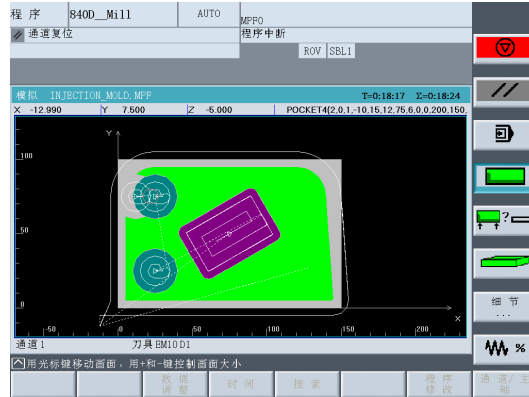 程 序 840D__Mill AUTO MPF0
通道复位 程序中断
ROV SBL1
模拟 INJECTION_MOLD.MPF T=0:18:17 Σ=0:18:24
X -12.990 Y 7.500 Z -5.000 POCKET4(2,0,1,-10,15,12,75,6,0,0,200,150,
Y
100
50
0
X
-50 0 50 100 150 200
通道 1 刀具 EM10 D1
用光标键移动画面，用+和-键控制画面大小
? 
细 节
...
%
数 据 调 整 时 间 搜 索 程 序 修 改 通 道/ 主 轴